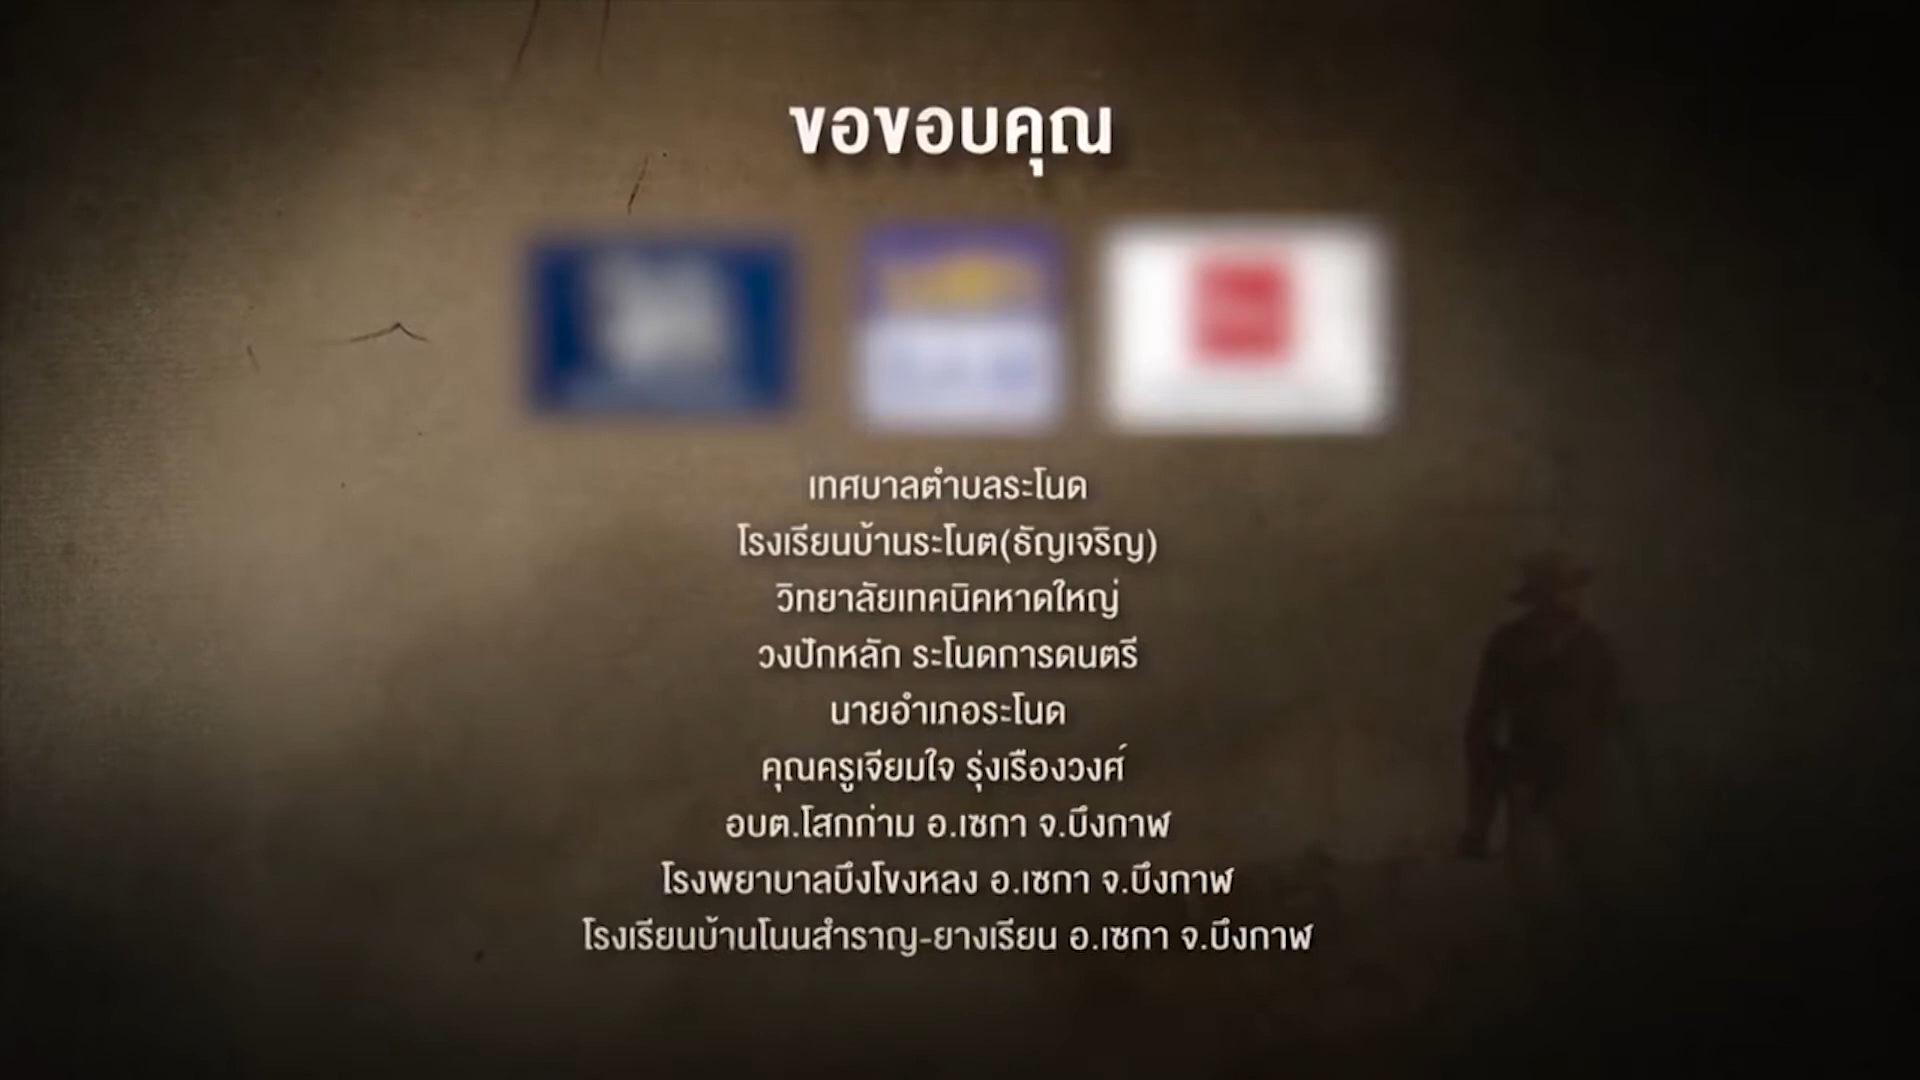 ขอขอบคุณ
เทศบาลตำบลระโนด
โรงเรียนบ้านระโนต(ธัญเจริญ)
วิทยาลัยเทคนิคหาดใหญ่
วงปักหลัก ระโนดการดนตรี
นายอำเภอระโนด
คุณครูเจียมใจ รุ่งเรืองวงศ์
อบต.โสกก่าม อ.เซกา จ.บึงกาฬ
โรงพยาบาลบึงโขงหลง อ.เซกา จ.บึงกาฬ
โรงเรียนบ้านโนนสำราญ-ยางเรียน อ.เซกา จ.บึงกาฬ